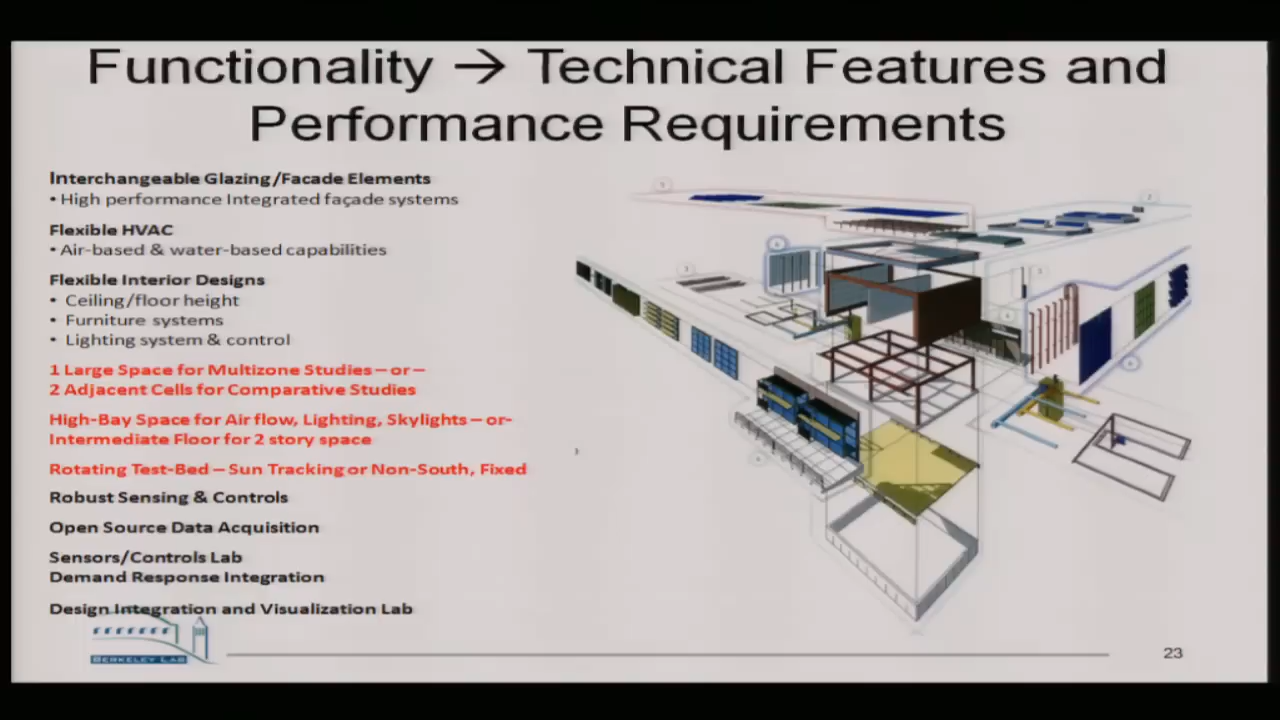 Functionality → Technical Features and
Performance Requirements
Interchangeable Glazing/Facade Elements
• High performance Integrated façade systems
Flexible HVAC
• Air-based & water-based capabilities
Flexible Interior Designs
• Ceiling/floor height
• Furniture systems
• Lighting system & control
1 Large Space for Multizone Studies – or –
2 Adjacent Cells for Comparative Studies
High-Bay Space for Air flow, Lighting, Skylights – or-
Intermediate Floor for 2 story space
Rotating Test-Bed – Sun Tracking or Non-South, Fixed
Robust Sensing & Controls
Open Source Data Acquisition
Sensors/Controls Lab
Demand Response Integration
Design Integration and Visualization Lab
BERKELEY LAB
23